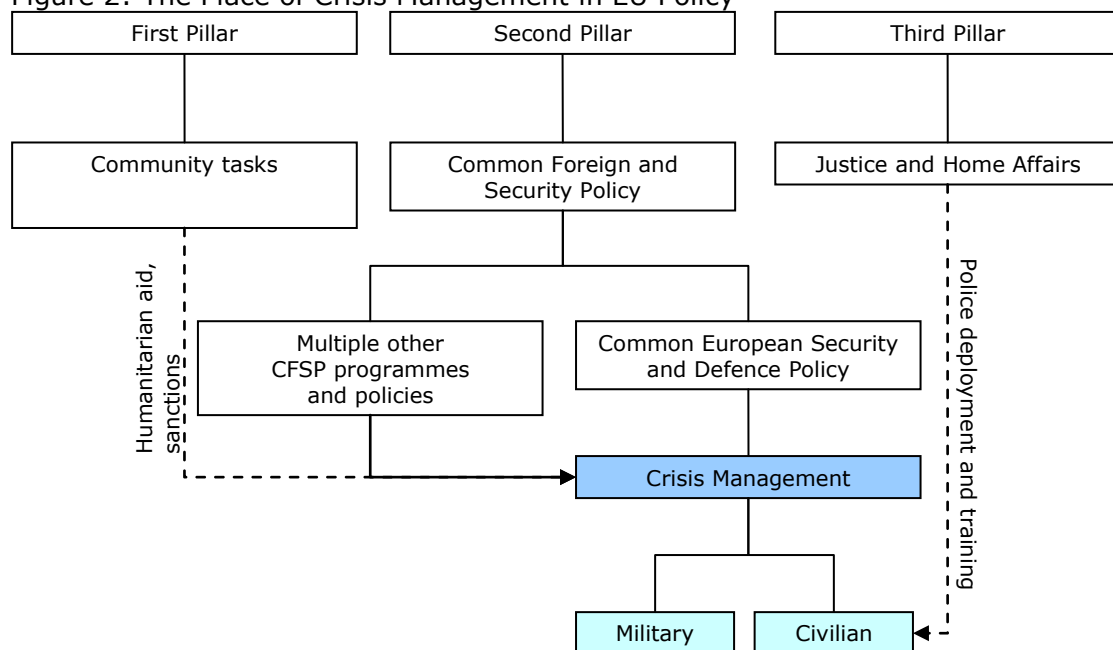 Figure 2: The Place of Crisis Management in EU Policy
First Pillar
Second Pillar
Third Pillar
Community tasks
Common Foreign and
Security Policy
Justice and Home Affairs
Humanitarian aid,
sanctions
Multiple other
CFSP programmes
and policies
Common European Security
and Defence Policy
Police deployment and training
Crisis Management
Military
Civilian